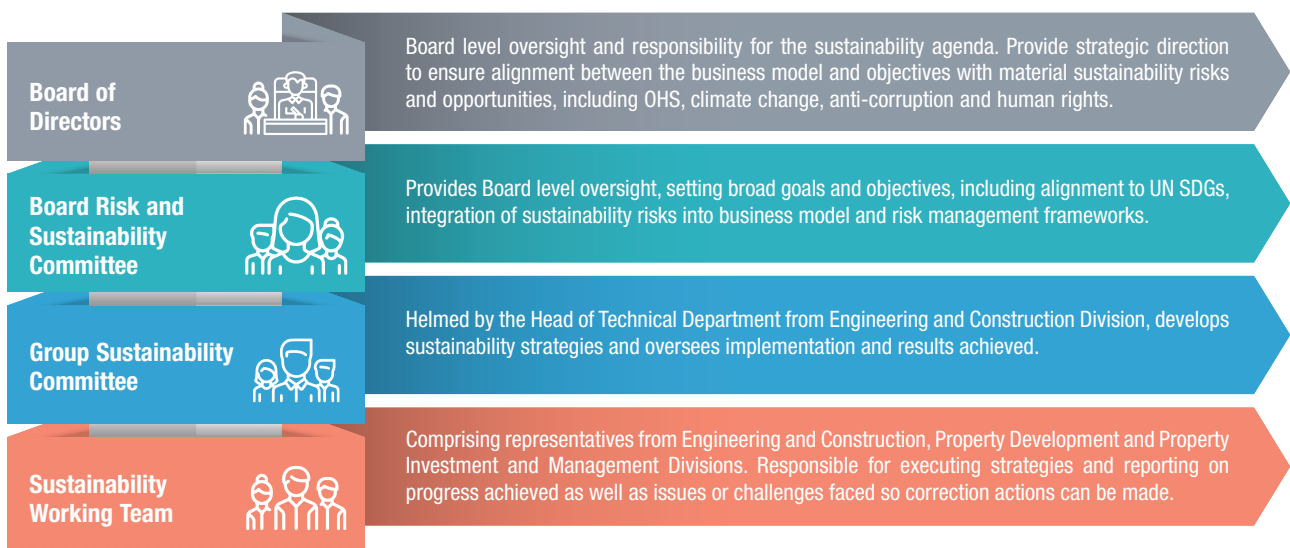 Board of
Directors
Board level oversight and responsibility for the sustainability agenda. Provide strategic direction
to ensure alignment between the business model and objectives with material sustainability risks
and opportunities, including OHS, climate change, anti-corruption and human rights.
Board Risk and
Sustainability
Committee
Provides Board level oversight, setting broad goals and objectives, including alignment to UN SDGs,
integration of sustainability risks into business model and risk management frameworks.
Group Sustainability
Committee
Helmed by the Head of Technical Department from Engineering and Construction Division, develops
sustainability strategies and oversees implementation and results achieved.
Sustainability
Working Team
Comprising representatives from Engineering and Construction, Property Development and Property
Investment and Management Divisions. Responsible for executing strategies and reporting on
progress achieved as well as issues or challenges faced so correction actions can be made.